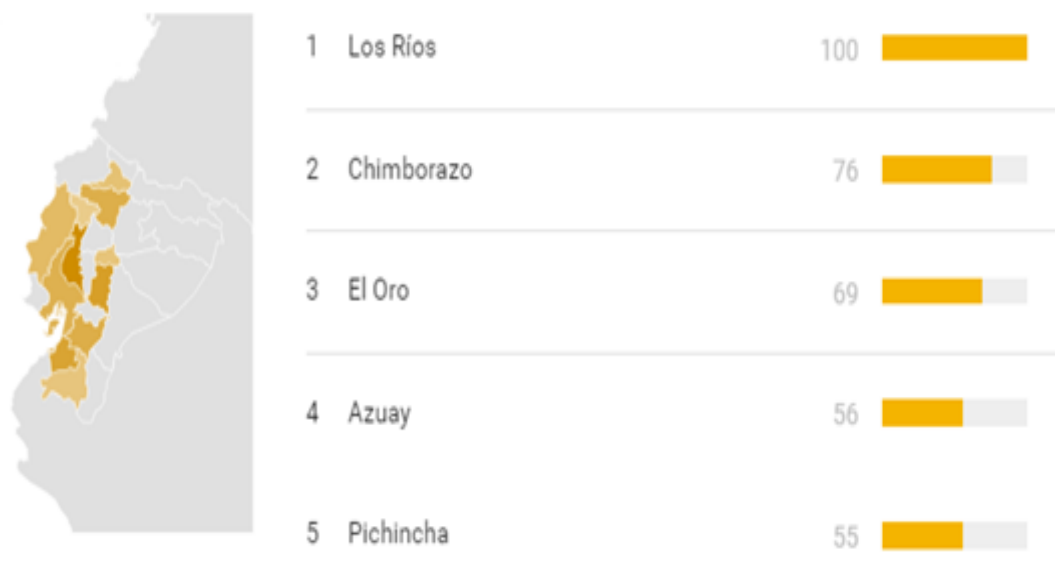 1 Los Ríos 100
2 Chimborazo 76
3 El Oro 69
4 Azuay 56
5 Pichincha 55